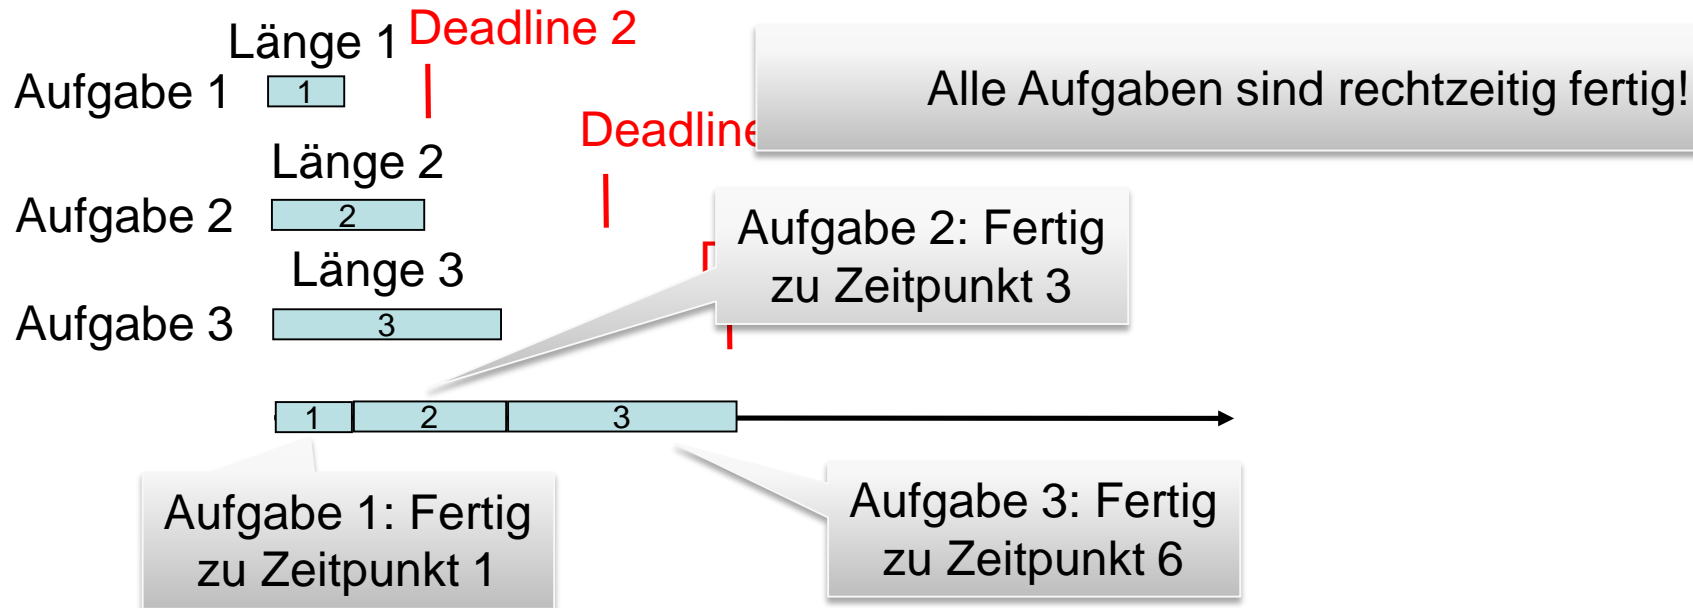 Länge 1
Deadline 2
Aufgabe 1
1
Alle Aufgaben sind rechtzeitig fertig!
Deadline
Länge 2
Aufgabe 2
2
Aufgabe 2: Fertig
zu Zeitpunkt 3
Länge 3
Aufgabe 3
3
1
2
3
Aufgabe 1: Fertig
zu Zeitpunkt 1
Aufgabe 3: Fertig
zu Zeitpunkt 6